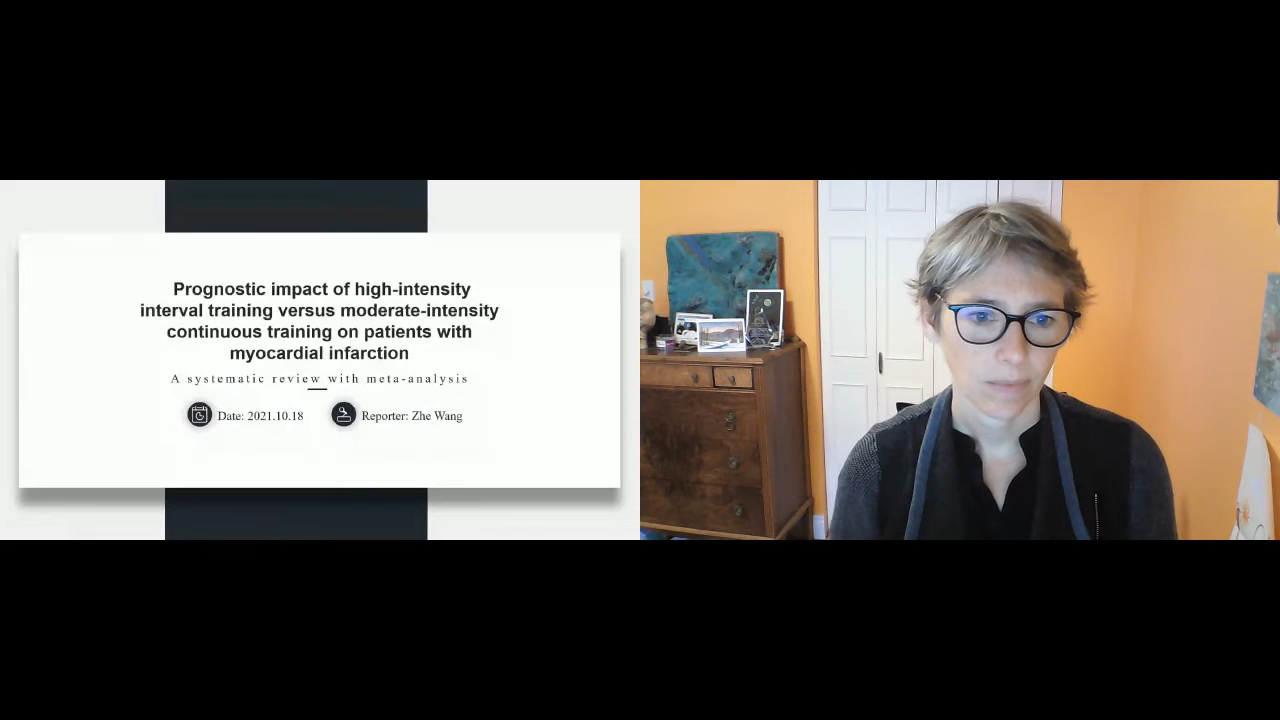 Prognostic impact of high-intensity
interval training versus moderate-intensity
continuous training on patients with
myocardial infarction
A systematic review with meta-analysis
Date: 2021.10.18
Reporter: Zhe Wang